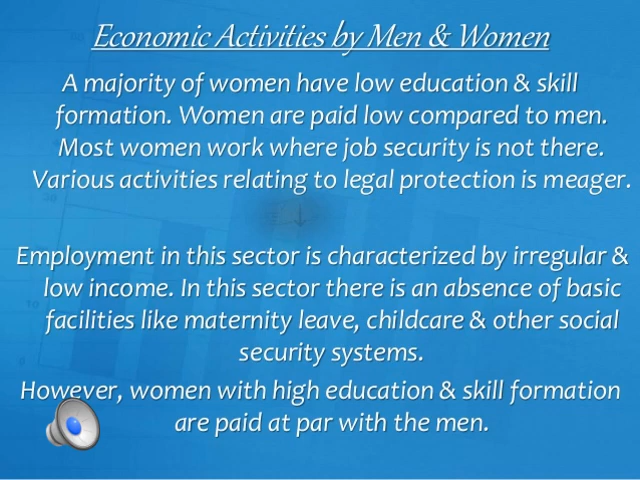 Economic Activities by Men & Women
A majority of women have low education & skill
formation. Women are paid low compared to men.
Most women work where job security is not there.
Various activities relating to legal protection is meager.
Employment in this sector is characterized by irregular &
low income. In this sector there is an absence of basic
facilities like maternity leave, childcare & other social
security systems.
However, women with high education & skill formation
are paid at par with the men.